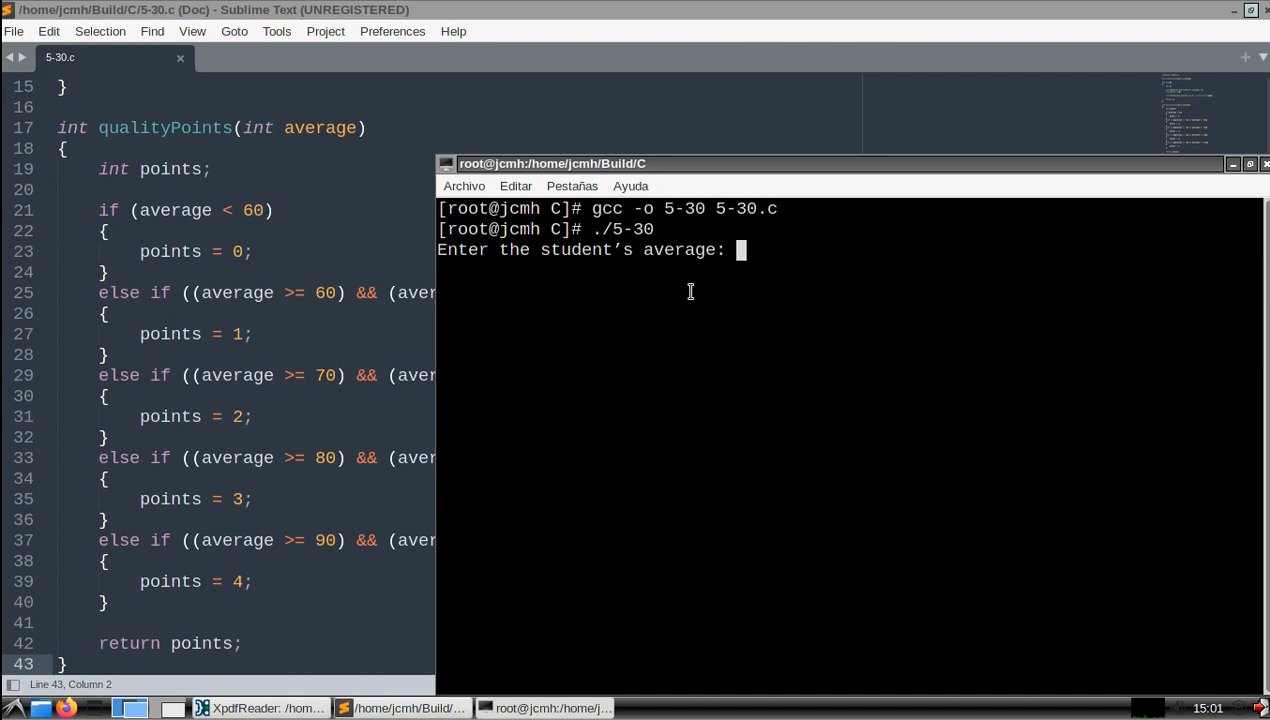 /home/jcmh/Build/C/5-30.c (Doc) - Sublime Text (UNREGISTERED)
File Edit Selection Find View Goto Tools Project Preferences Help
5-30.c
15 }
16
17 int qualityPoints(int average)
18 {
19 int points;
20
21 if (average < 60)
22 {
23 points = 0;
24 }
25 else if ((average >= 60) && (aver
26 {
27 points = 1;
28 }
29 else if ((average >= 70) && (aver
30 {
31 points = 2;
32 }
33 else if ((average >= 80) && (aver
34 {
35 points = 3;
36 }
37 else if ((average >= 90) && (aver
38 {
39 points = 4;
40 }
41
42 return points;
43 }
Line 43, Column 2
root@jcmh:/home/jcmh/Build/C
Archivo Editar Pestañas Ayuda
[root@jcmh C]# gcc -o 5-30 5-30.c
[root@jcmh C]# ./5-30
Enter the student’s average:
XpdfReader: /hom... /home/jcmh/Build/... root@jcmh:/home/j... 15:01